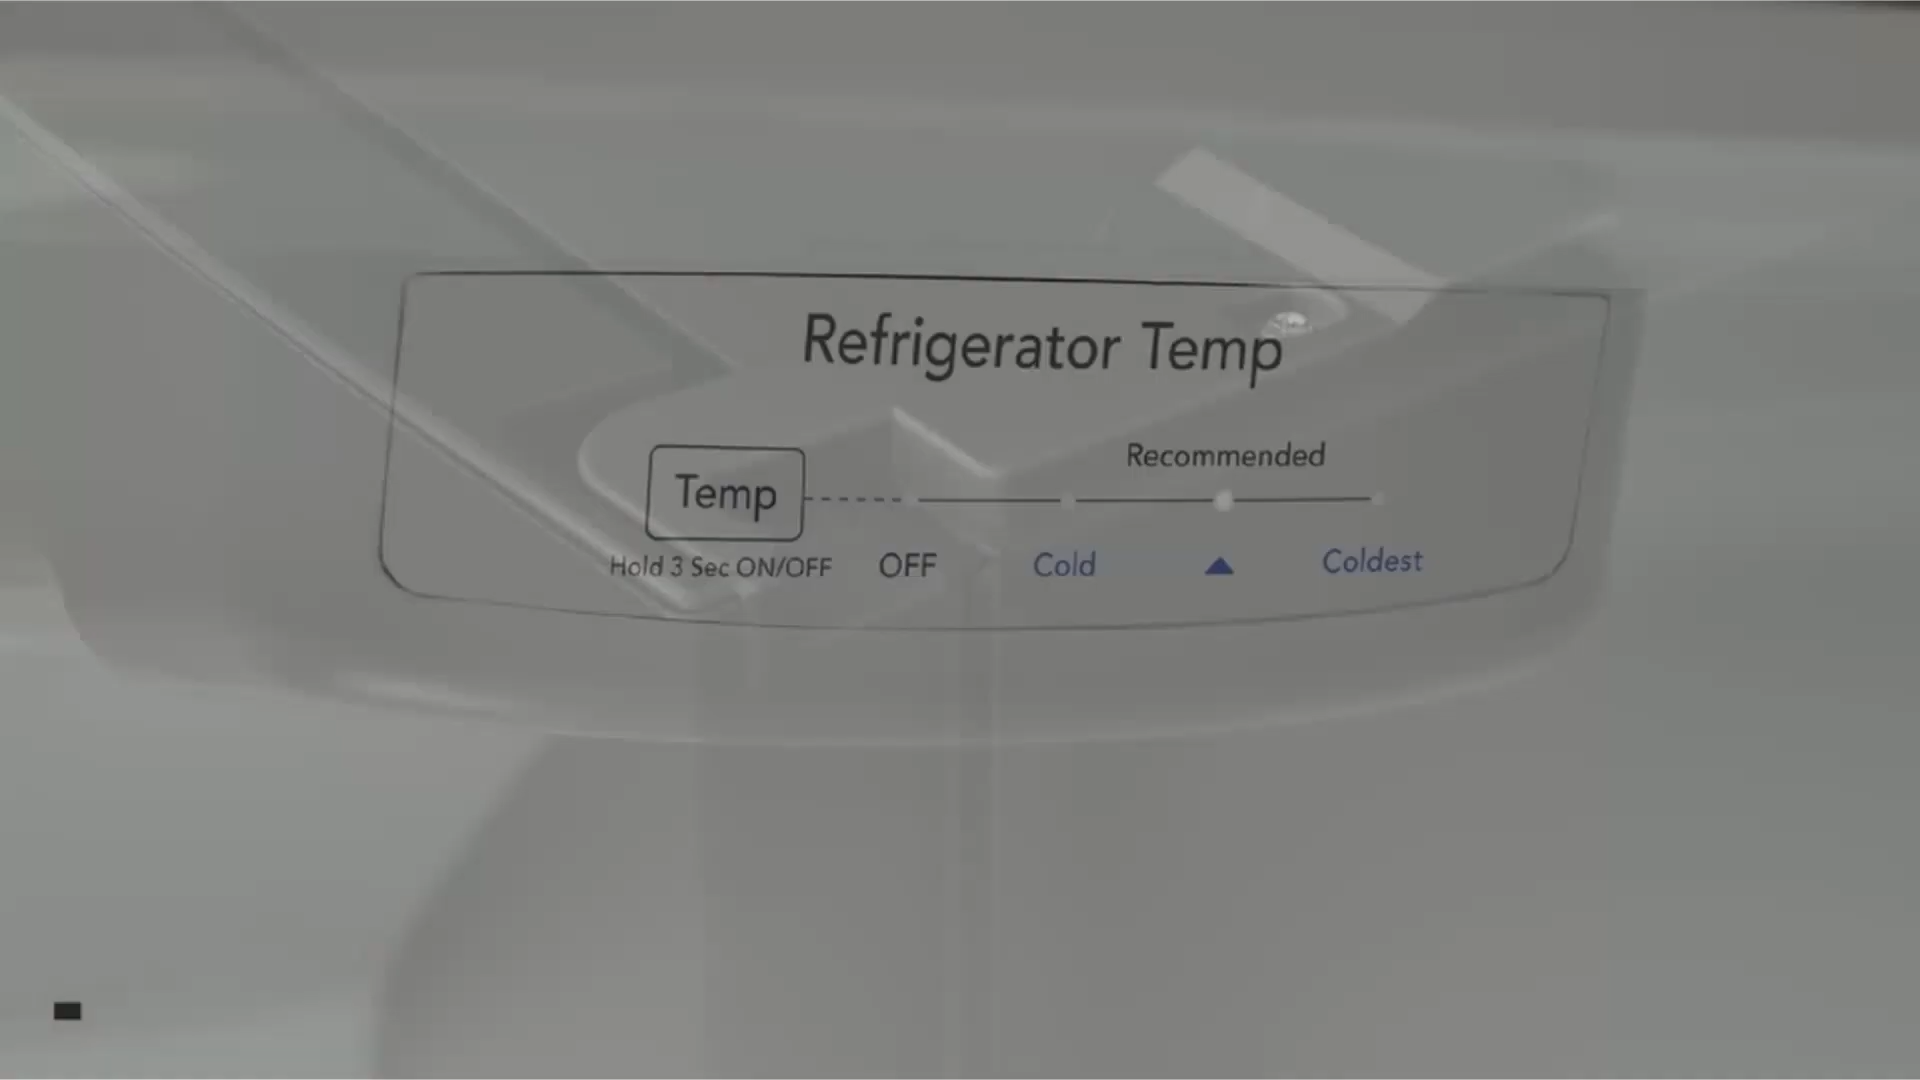 Refrigerator Temp
Recommended
Temp
Hold 3 Sec ON/OFF OFF Cold Coldest